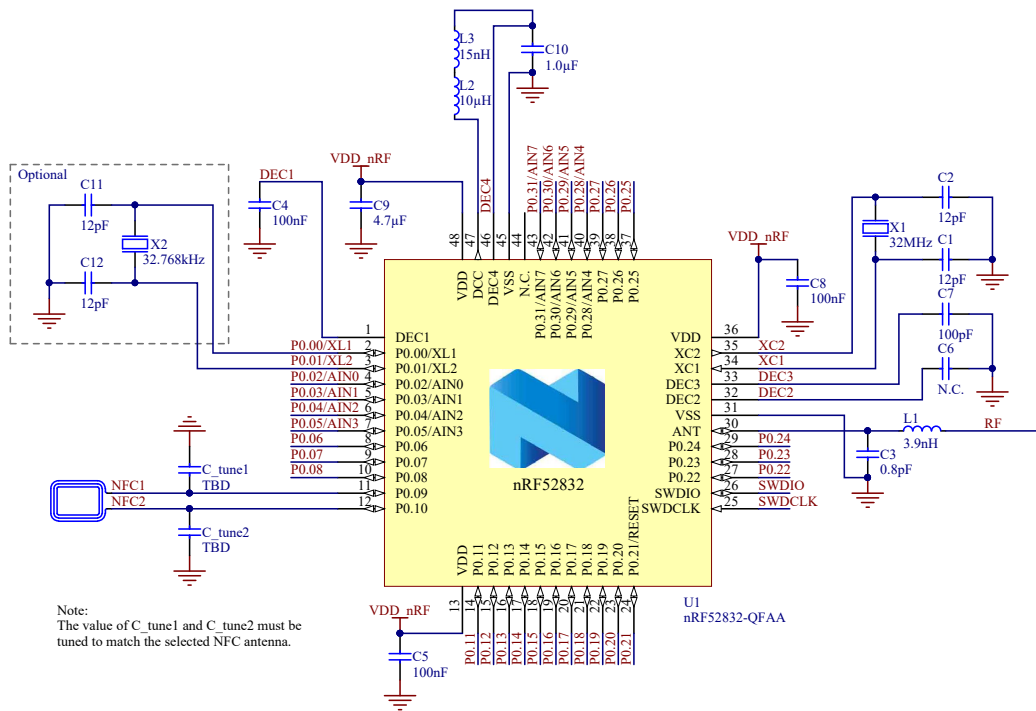 L3
15nH
L2
10µH
C10
1.0µF
Optional
C11
12pF
X2
32.768kHz
C12
12pF
DEC1
C4
100nF
VDD_nRF
C9
4.7µF
DEC4
P0.31/AIN7
P0.30/AIN6
P0.29/AIN5
P0.28/AIN4
P0.27
P0.26
P0.25
48
47
46
45
44
43
42
41
40
39
38
37
VDD
DCC
DEC4
VSS
N.C.
P0.31/AIN7
P0.30/AIN6
P0.29/AIN5
P0.28/AIN4
P0.27
P0.26
P0.25
VDD_nRF
C8
100nF
X1
32MHz
C2
12pF
C1
12pF
C7
100pF
C6
N.C.
1 DEC1
P0.00/XL1 2 P0.00/XL1
P0.01/XL2 3 P0.01/XL2
P0.02/AIN0 4 P0.02/AIN0
P0.03/AIN1 5 P0.03/AIN1
P0.04/AIN2 6 P0.04/AIN2
P0.05/AIN3 7 P0.05/AIN3
P0.06 8 P0.06
P0.07 9 P0.07
P0.08 10 P0.08
NFC1 11 P0.09
NFC2 12 P0.10
C_tune1
TBD
C_tune2
TBD
nRF52832
VDD 36
XC2 35 XC2
XC1 34 XC1
DEC3 33 DEC3
DEC2 32 DEC2
VSS 31
ANT 30
P0.24 29 P0.24
P0.23 28 P0.23
P0.22 27 P0.22
SWDIO 26 SWDIO
SWDCLK 25 SWDCLK
L1
3.9nH
RF
C3
0.8pF
VDD
P0.11
P0.12
P0.13
P0.14
P0.15
P0.16
P0.17
P0.18
P0.19
P0.20
P0.21/RESET
13
14
15
16
17
18
19
20
21
22
23
24
P0.11
P0.12
P0.13
P0.14
P0.15
P0.16
P0.17
P0.18
P0.19
P0.20
P0.21
VDD_nRF
C5
100nF
U1
nRF52832-QFAA
Note:
The value of C_tune1 and C_tune2 must be
tuned to match the selected NFC antenna.